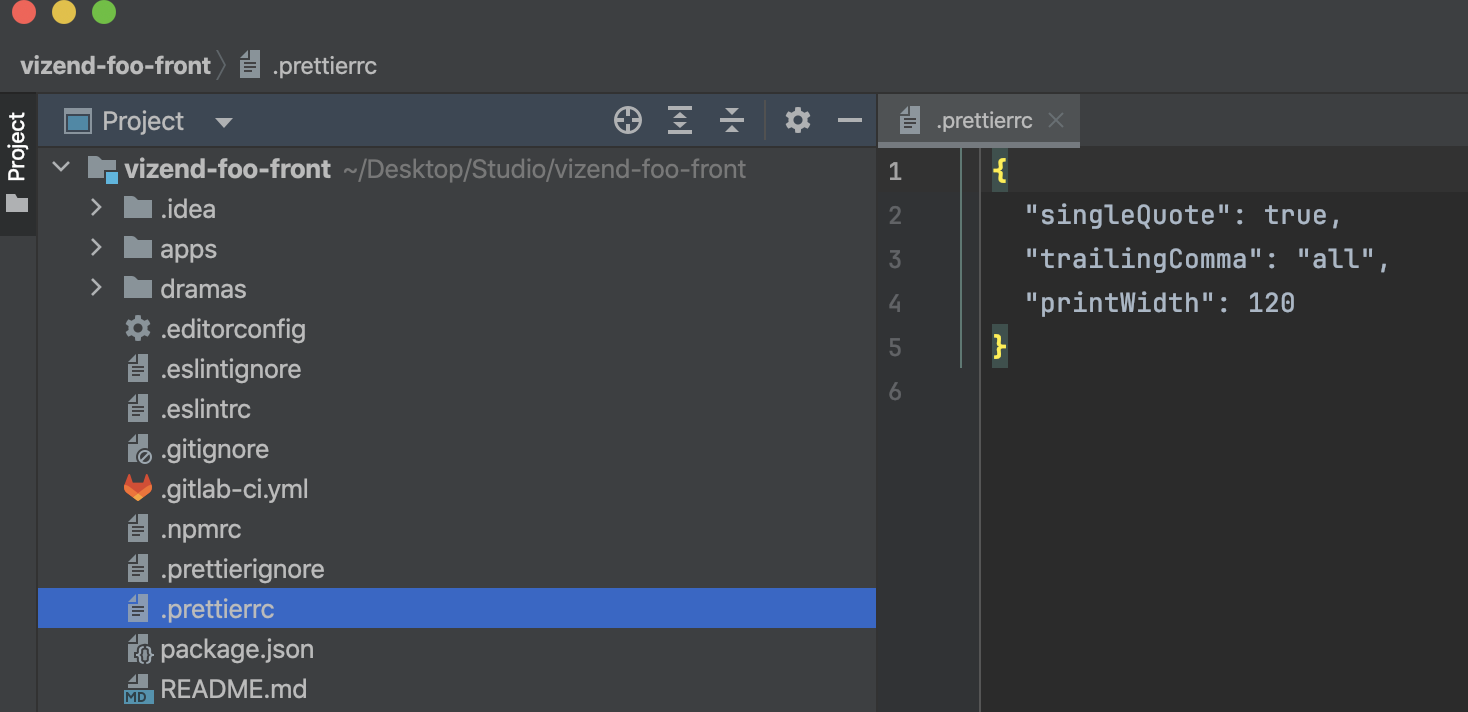 vizend-foo-front .prettierrc
Project
Project
vizend-foo-front ~/Desktop/Studio/vizend-foo-front
.idea
apps
dramas
.editorconfig
.eslintignore
.eslintrc
.gitignore
.gitlab-ci.yml
.npmrc
.prettierignore
.prettierrc
package.json
MD README.md
.prettierrc
1 {
2 "singleQuote": true,
3 "trailingComma": "all",
4 "printWidth": 120
5 }
6